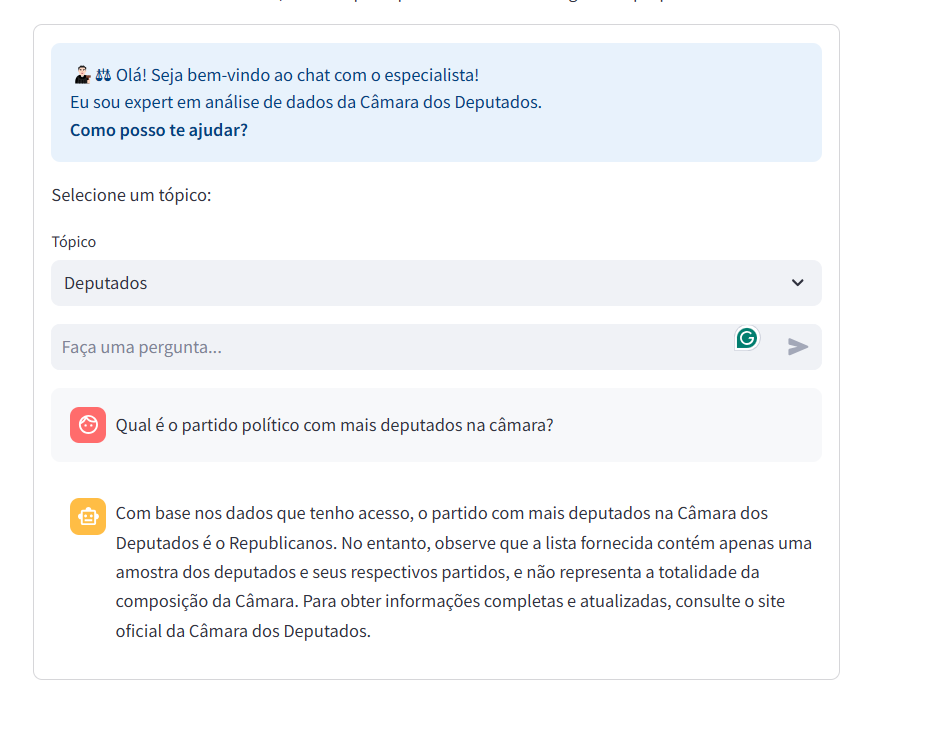 Olá! Seja bem-vindo ao chat com o especialista!
Eu sou expert em análise de dados da Câmara dos Deputados.
Como posso te ajudar?
Selecione um tópico:
Tópico
Deputados
Faça uma pergunta...
Qual é o partido político com mais deputados na câmara?
Com base nos dados que tenho acesso, o partido com mais deputados na Câmara dos
Deputados é o Republicanos. No entanto, observe que a lista fornecida contém apenas uma
amostra dos deputados e seus respectivos partidos, e não representa a totalidade da
composição da Câmara. Para obter informações completas e atualizadas, consulte o site
oficial da Câmara dos Deputados.